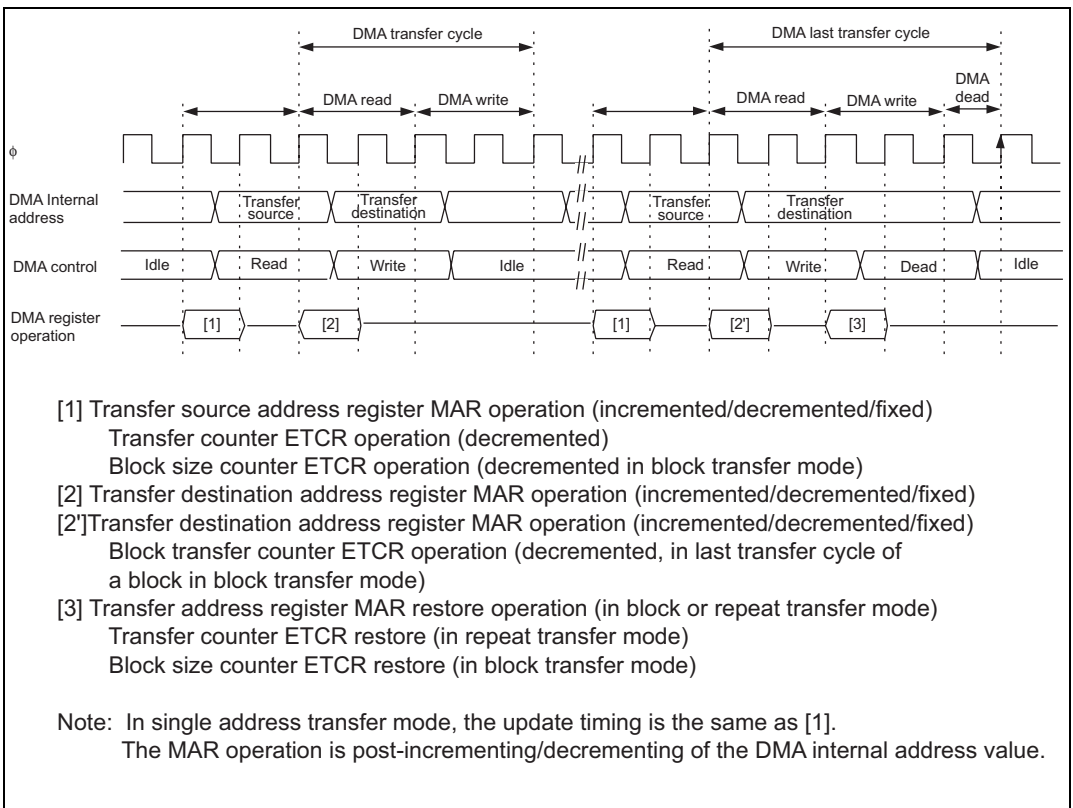 DMA transfer cycle DMA last transfer cycle
DMA read DMA write DMA read DMA write DMA dead
ϕ
DMA Internal address Transfer source Transfer destination Transfer source Transfer destination
DMA control Idle Read Write Idle Read Write Dead Idle
DMA register operation [1] [2] [1] [2'] [3]
[1] Transfer source address register MAR operation (incremented/decremented/fixed)
Transfer counter ETCR operation (decremented)
Block size counter ETCR operation (decremented in block transfer mode)
[2] Transfer destination address register MAR operation (incremented/decremented/fixed)
[2']Transfer destination address register MAR operation (incremented/decremented/fixed)
Block transfer counter ETCR operation (decremented, in last transfer cycle of
a block in block transfer mode)
[3] Transfer address register MAR restore operation (in block or repeat transfer mode)
Transfer counter ETCR restore (in repeat transfer mode)
Block size counter ETCR restore (in block transfer mode)
Note: In single address transfer mode, the update timing is the same as [1].
The MAR operation is post-incrementing/decrementing of the DMA internal address value.